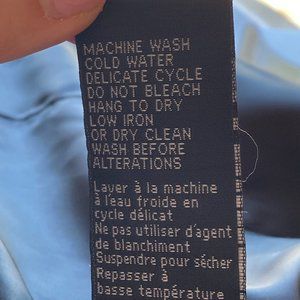 MACHINE WASH
COLD WATER
DELICATE CYCLE
DO NOT BLEACH
HANG TO DRY
LOW IRON
OR DRY CLEAN
WASH BEFORE
ALTERATIONS
Laver à la machine
à l'eau froide en
cycle délicat
Ne pas utiliser d'agent
de blanchiment
Suspendre pour sécher
Repasser à
basse température